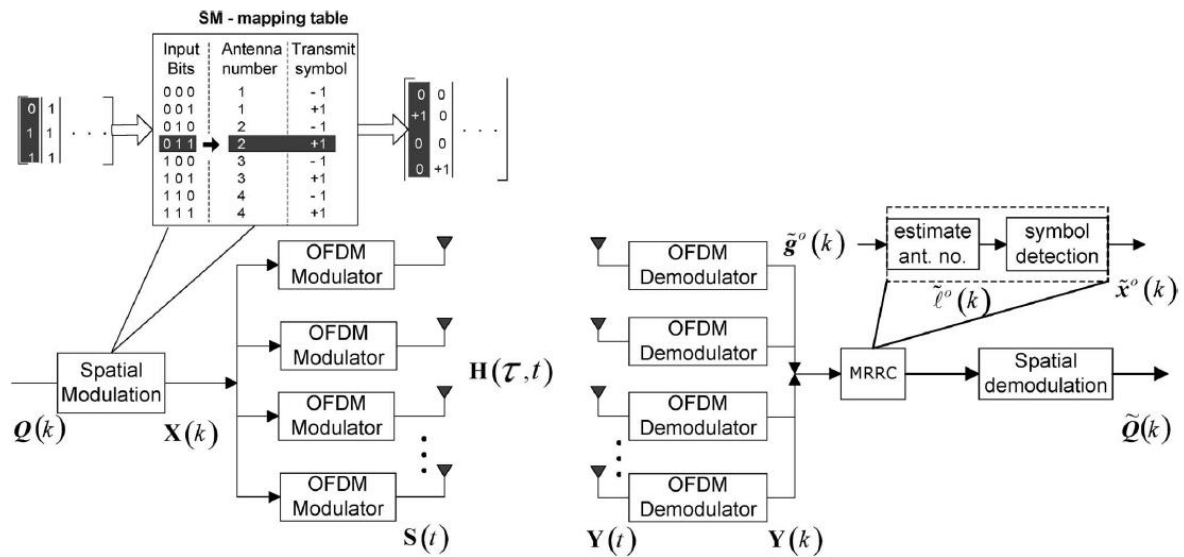 SM - mapping table
Input Bits Antenna number Transmit symbol
0 0 0 1 - 1
0 0 1 1 +1
0 1 0 2 - 1
0 1 1 2 +1
1 0 0 3 - 1
1 0 1 3 +1
1 1 0 4 - 1
1 1 1 4 +1
0 1
1 1 . . .
1 1
0 0
+1 0 . . .
0 0
0 +1
OFDM
Modulator
OFDM
Modulator
OFDM
Modulator
OFDM
Modulator
Spatial
Modulation
Q(k)
X(k)
S(t)
H(τ,t)
OFDM
Demodulator
OFDM
Demodulator
OFDM
Demodulator
OFDM
Demodulator
Y(t)
Y(k)
g̃ᵒ(k)
estimate
ant. no.
symbol
detection
ℓ̃ᵒ(k)
x̃ᵒ(k)
MRRC
Spatial
demodulation
Q̃(k)